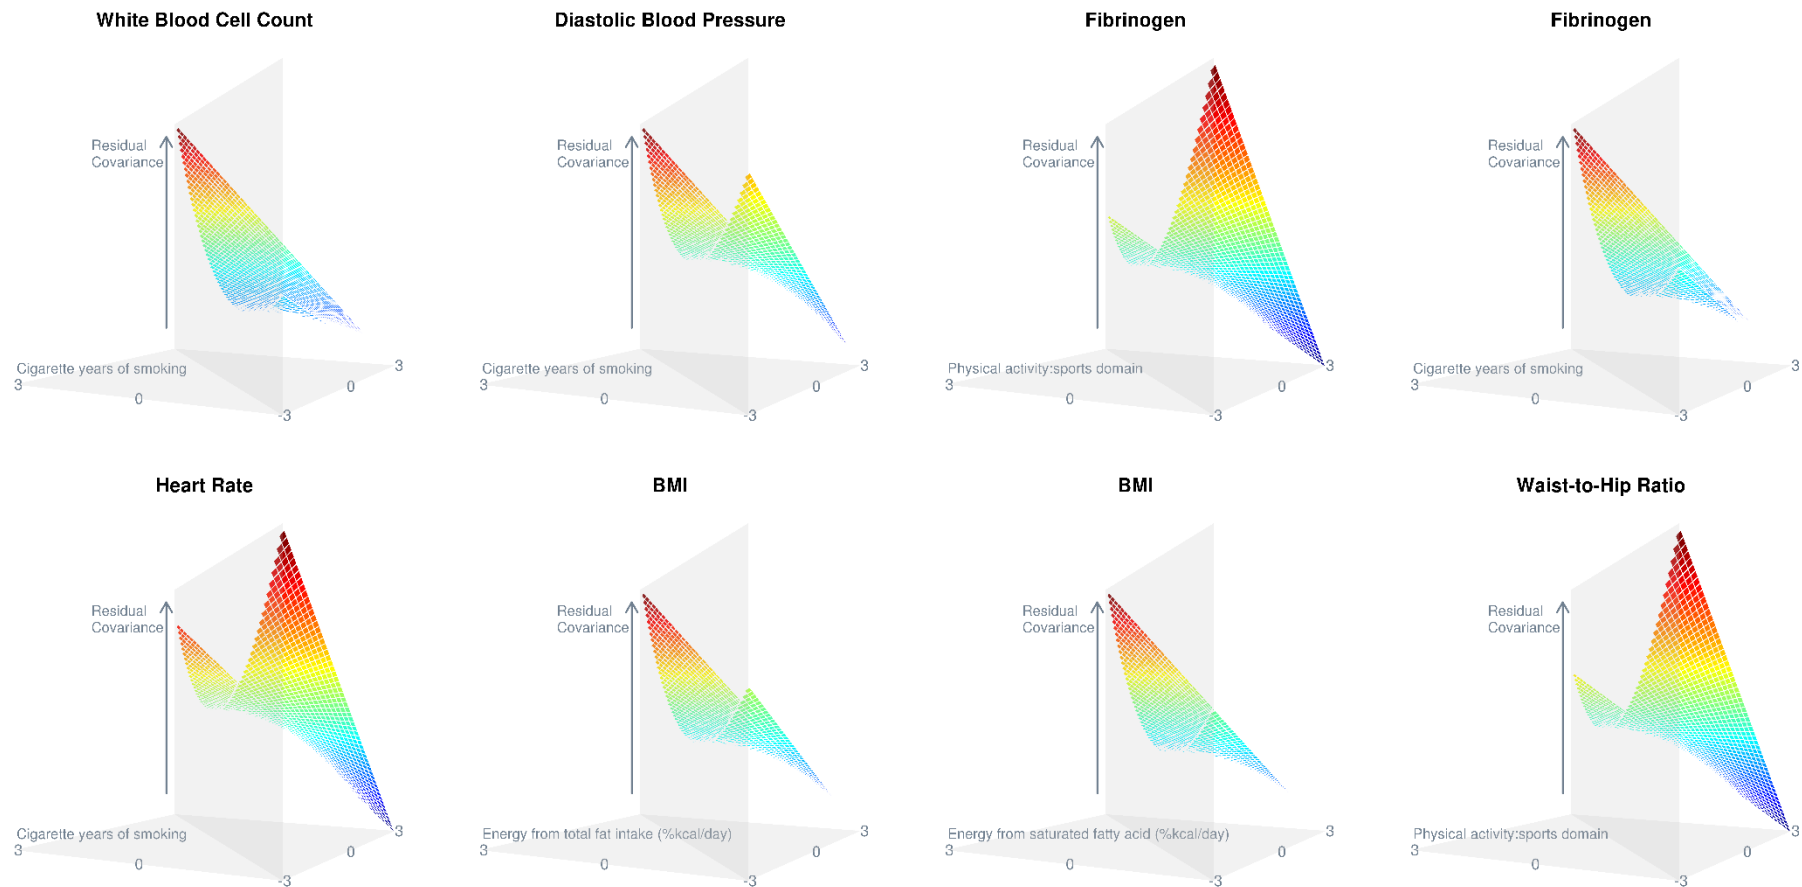 White Blood Cell Count
Diastolic Blood Pressure
Fibrinogen
Fibrinogen
Residual
Covariance
Cigarette years of smoking
3
0
-3
0
3
Residual
Covariance
Cigarette years of smoking
3
0
-3
0
3
Residual
Covariance
Physical activity:sports domain
3
0
-3
0
3
Residual
Covariance
Cigarette years of smoking
3
0
-3
0
3
Heart Rate
BMI
BMI
Waist-to-Hip Ratio
Residual
Covariance
Cigarette years of smoking
3
0
-3
0
3
Residual
Covariance
Energy from total fat intake (%kcal/day)
3
0
-3
0
3
Residual
Covariance
Energy from saturated fatty acid (%kcal/day)
3
0
-3
0
3
Residual
Covariance
Physical activity:sports domain
3
0
-3
0
3